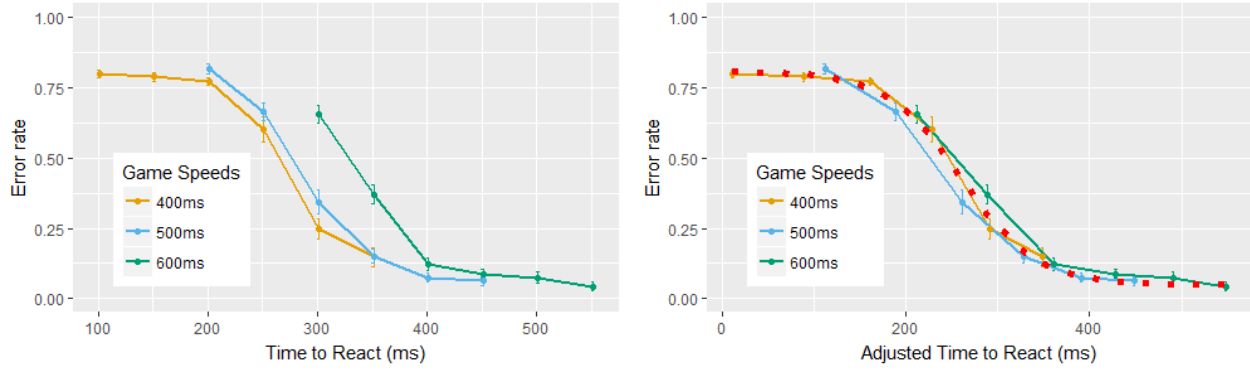 1.00
0.75
0.50
0.25
0.00
Error rate
Game Speeds
400ms
500ms
600ms
100 200 300 400 500
Time to React (ms)
1.00
0.75
0.50
0.25
0.00
Error rate
Game Speeds
400ms
500ms
600ms
0 200 400
Adjusted Time to React (ms)